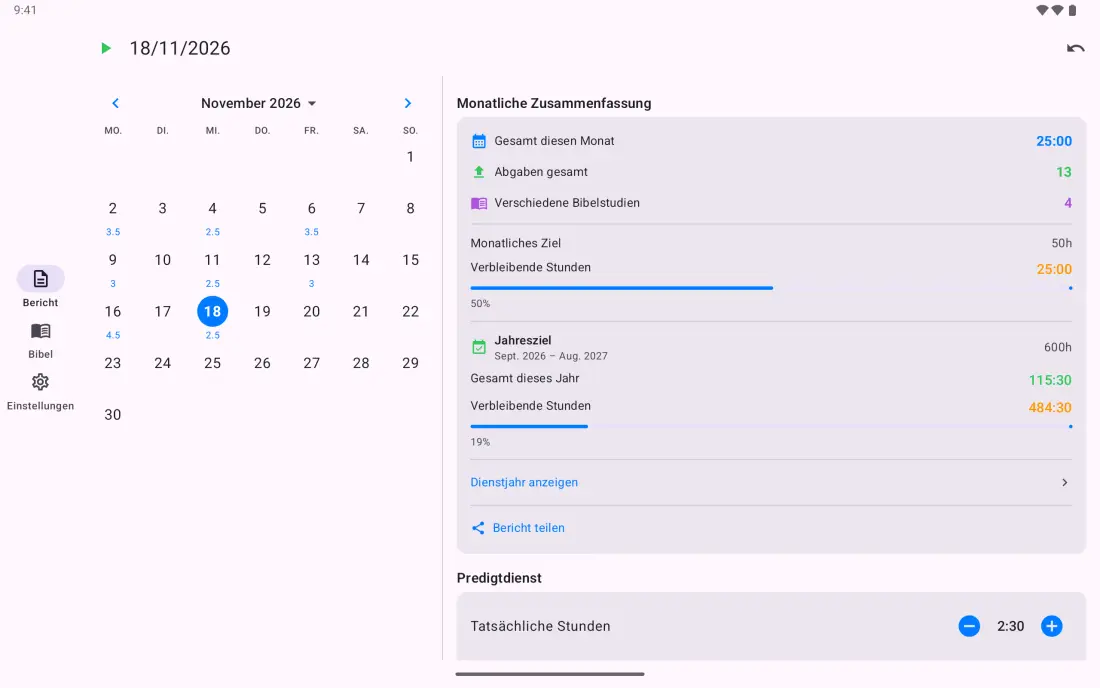 9:41
18/11/2026
November 2026
MO. DI. MI. DO. FR. SA. SO.
1
2 3 4 5 6 7 8
3.5 2.5 3.5
9 10 11 12 13 14 15
3 2.5 3
16 17 18 19 20 21 22
4.5 2.5
23 24 25 26 27 28 29
30
Bericht
Bibel
Einstellungen
Monatliche Zusammenfassung
Gesamt diesen Monat 25:00
Abgaben gesamt 13
Verschiedene Bibelstudien 4
Monatliches Ziel 50h
Verbleibende Stunden 25:00
50%
Jahresziel
Sept. 2026 – Aug. 2027 600h
Gesamt dieses Jahr 115:30
Verbleibende Stunden 484:30
19%
Dienstjahr anzeigen
Bericht teilen
Predigtdienst
Tatsächliche Stunden 2:30